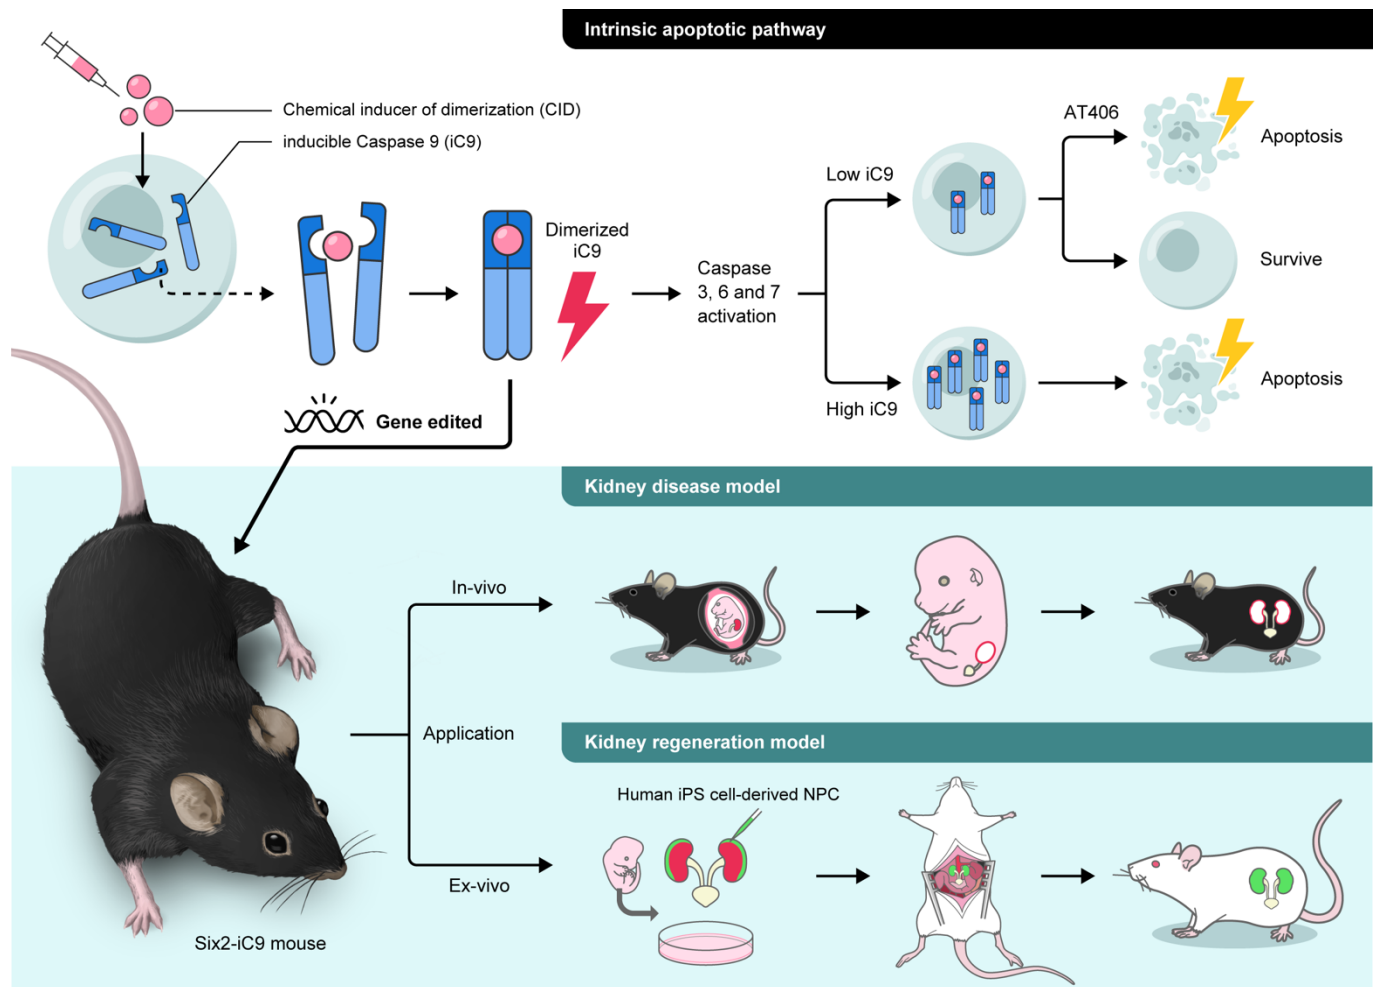 Intrinsic apoptotic pathway
Chemical inducer of dimerization (CID)
inducible Caspase 9 (iC9)
Dimerized
iC9
Caspase
3, 6 and 7
activation
Low iC9
High iC9
AT406
Apoptosis
Survive
Apoptosis
Gene edited
Kidney disease model
In-vivo
Application
Kidney regeneration model
Human iPS cell-derived NPC
Ex-vivo
Six2-iC9 mouse